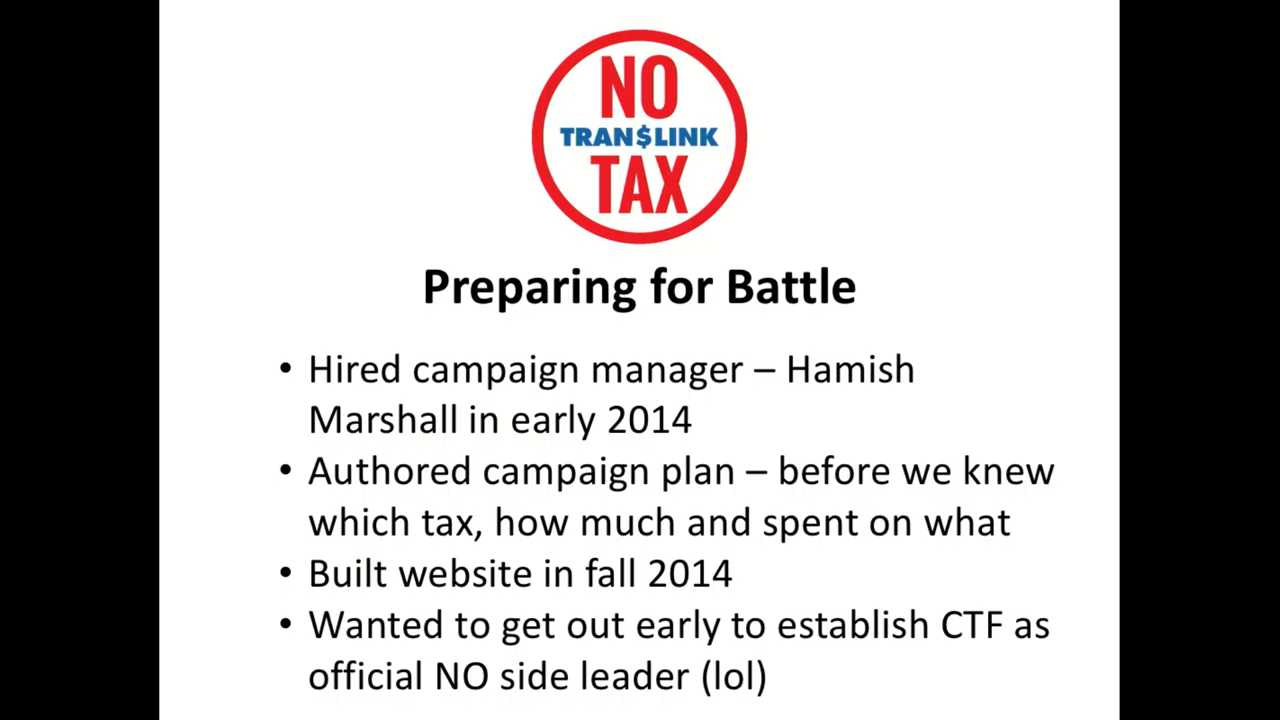 NO
TRAN$LINK
TAX
Preparing for Battle
• Hired campaign manager – Hamish
Marshall in early 2014
• Authored campaign plan – before we knew
which tax, how much and spent on what
• Built website in fall 2014
• Wanted to get out early to establish CTF as
official NO side leader (lol)